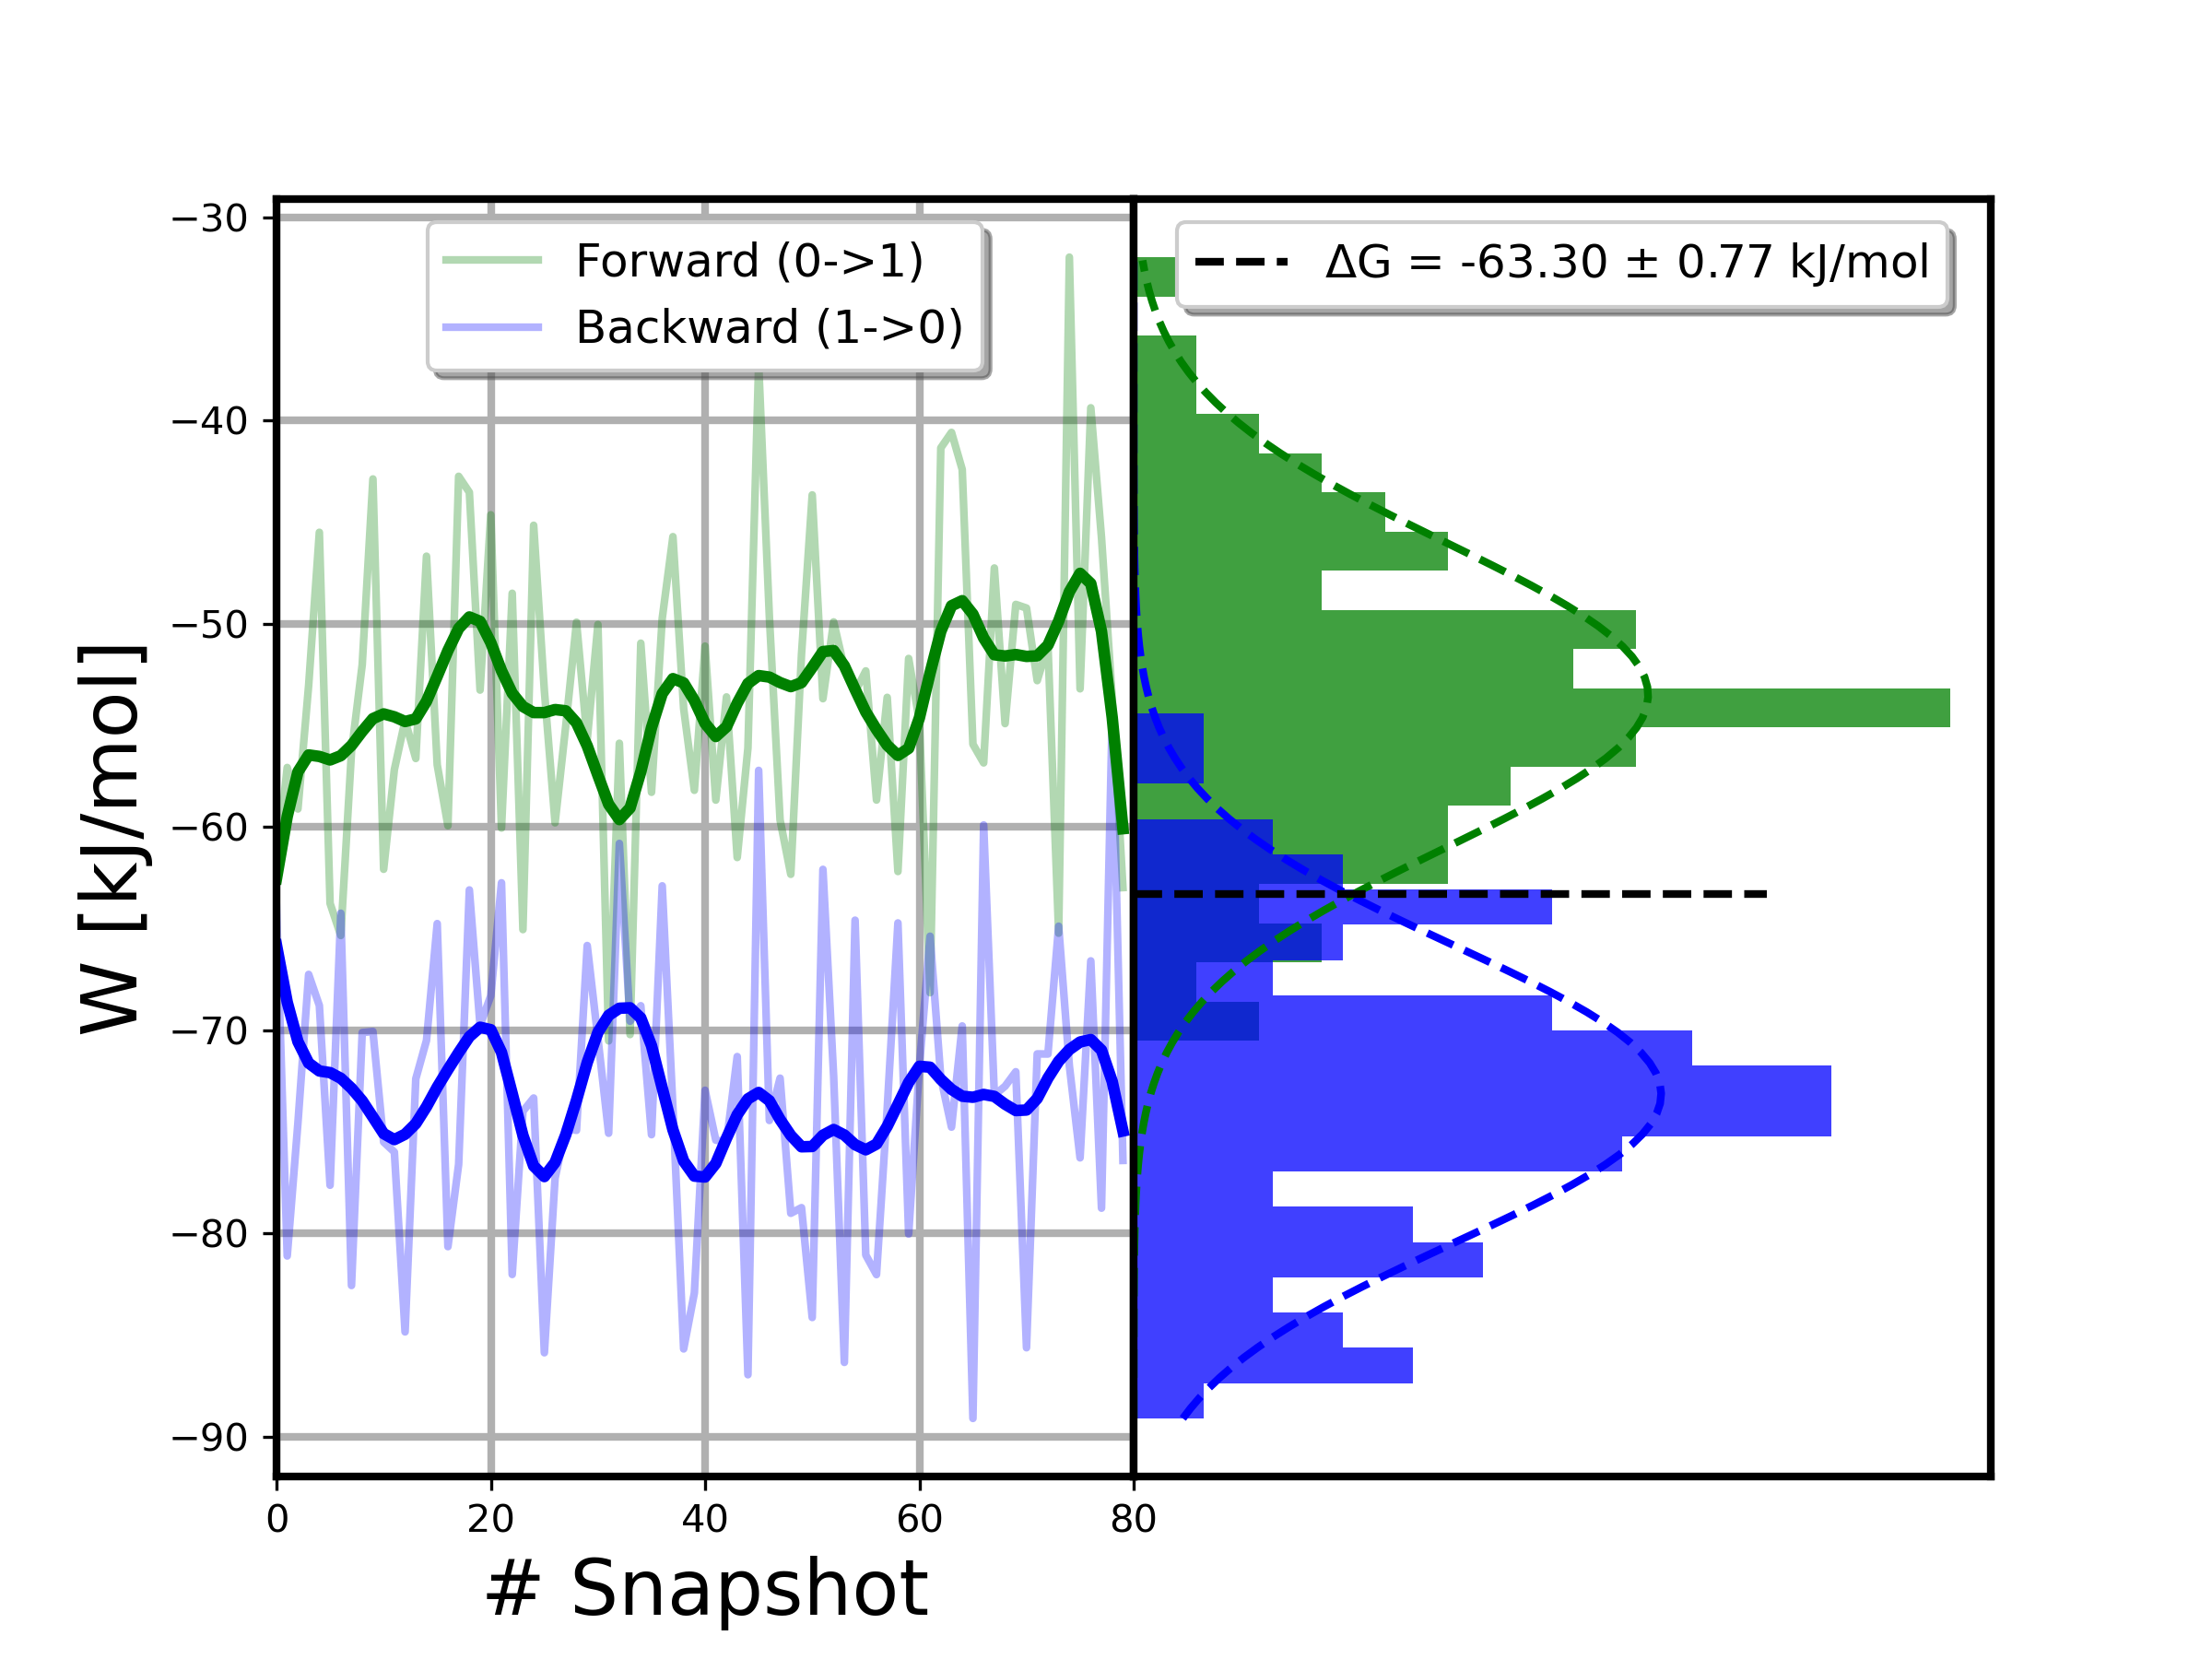 Forward (0->1)
Backward (1->0)
ΔG = -63.30 ± 0.77 kJ/mol
−30
−40
−50
−60
−70
−80
−90
W [kJ/mol]
0 20 40 60 80
# Snapshot